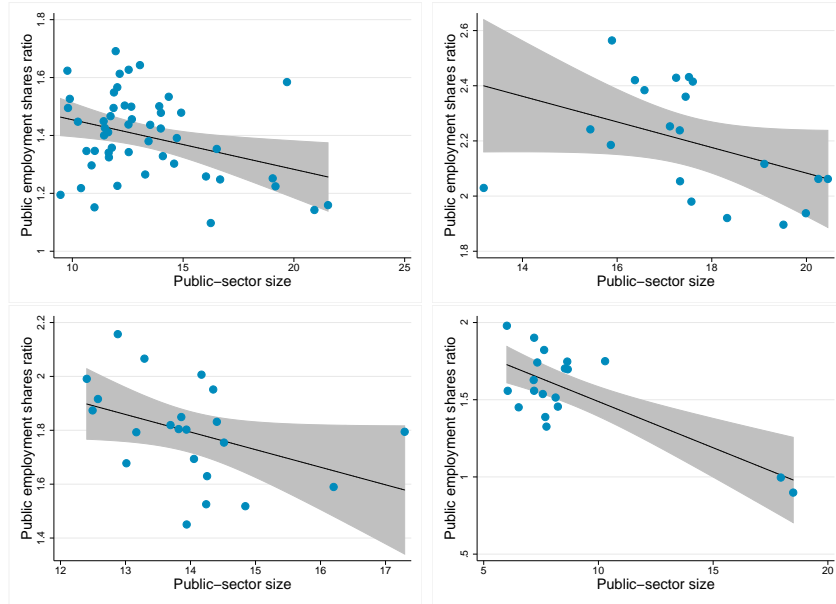 Public employment shares ratio
1 1.2 1.4 1.6 1.8
10 15 20 25
Public−sector size
Public employment shares ratio
1.8 2 2.2 2.4 2.6
14 16 18 20
Public−sector size
Public employment shares ratio
1.4 1.6 1.8 2 2.2
12 13 14 15 16 17
Public−sector size
Public employment shares ratio
.5 1 1.5 2
5 10 15 20
Public−sector size